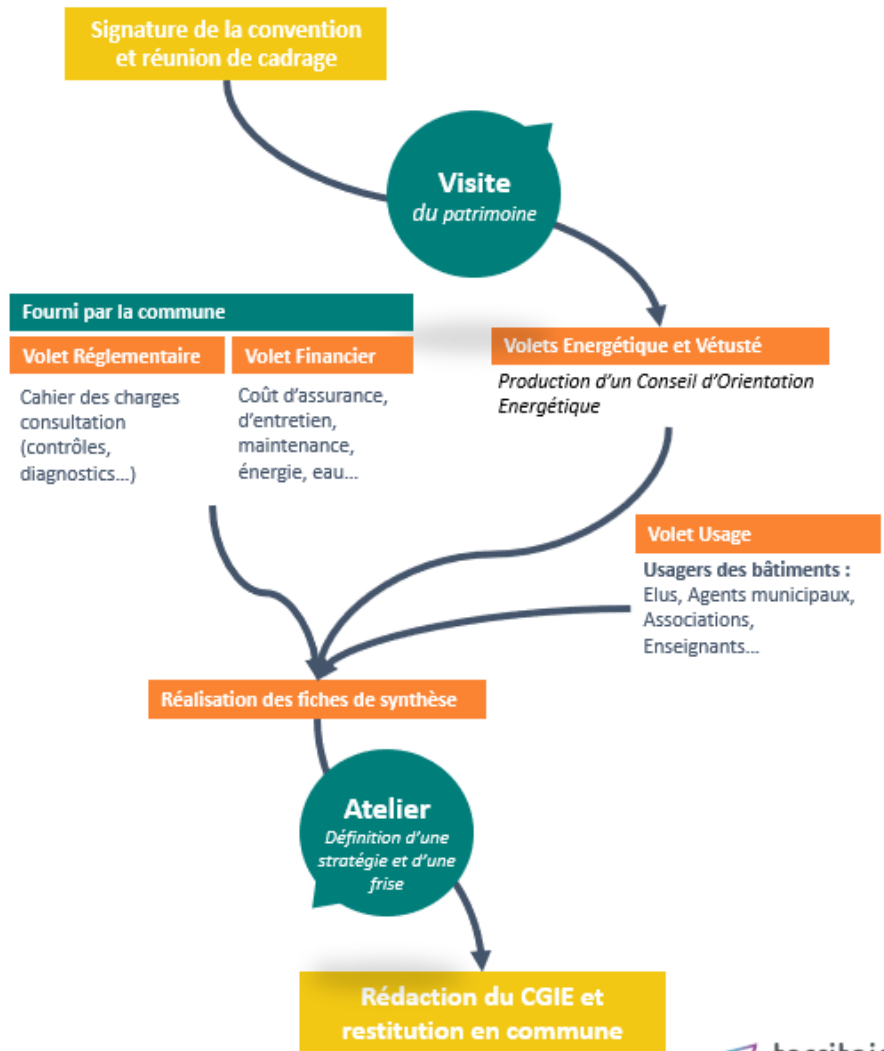 Signature de la convention
et réunion de cadrage
Visite
du patrimoine
Fourni par la commune
Volet Réglementaire
Cahier des charges
consultation
(contrôles,
diagnostics...)
Volet Financier
Coût d'assurance,
d'entretien,
maintenance,
énergie, eau...
Volets Energétique et Vétusté
Production d'un Conseil d'Orientation
Energétique
Volet Usage
Usagers des bâtiments :
Elus, Agents municipaux,
Associations,
Enseignants...
Réalisation des fiches de synthèse
Atelier
Définition d'une
stratégie et d'une
frise
Rédaction du CGIE et
restitution en commune